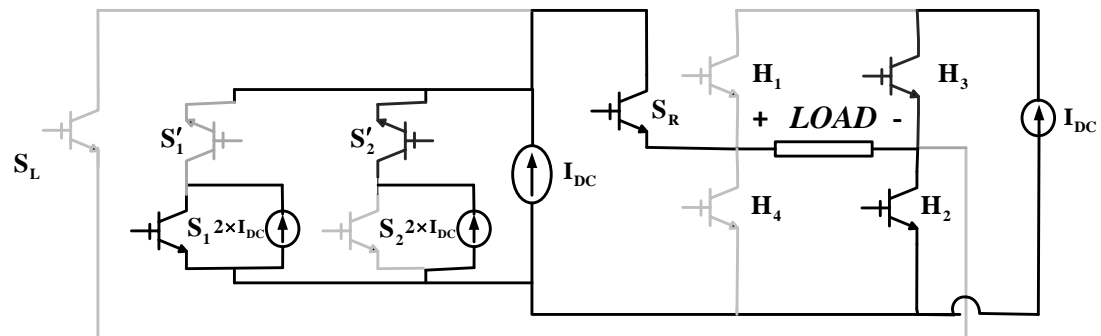 S_L
S′_1
S_1
2×I_DC
S′_2
S_2
2×I_DC
I_DC
S_R
H_1
H_3
+ LOAD -
I_DC
H_4
H_2